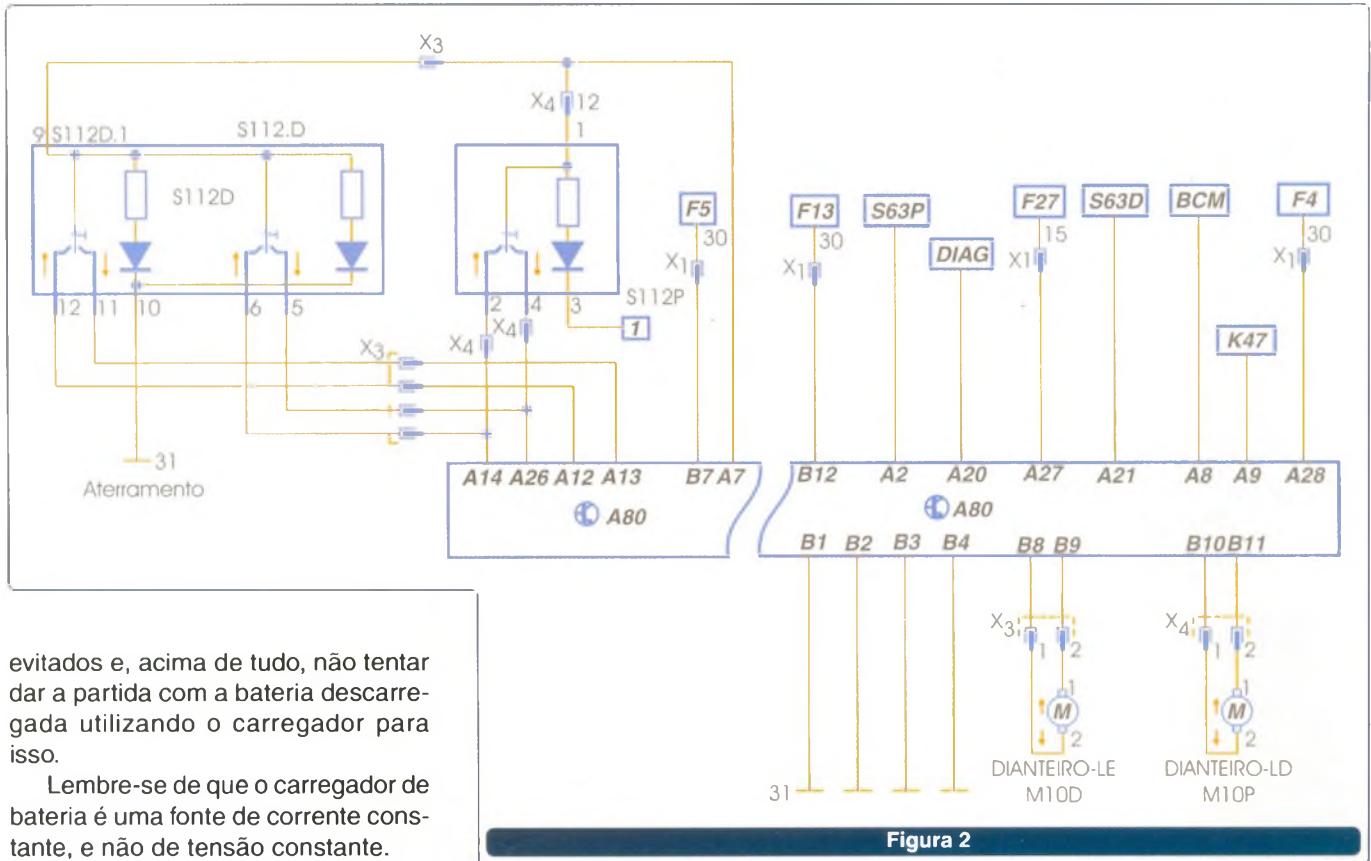 X3
X4 12
1
9 S112D.1 S112.D
S112D
12 11 10 6 5
2 4 3 S112P
1
X4 X4
X3
31
Aterramento
F5
30
X1
F13
30
X1
S63P
DIAG
F27
15
X1
S63D
BCM
K47
F4
30
X1
A14 A26 A12 A13 B7 A7
A80
B12 A2 A20 A27 A21 A8 A9 A28
A80
B1 B2 B3 B4 B8 B9 B10 B11
X3 1 2
X4 1 2
1
M
2
1
M
2
31
DIANTEIRO-LE
M10D
DIANTEIRO-LD
M10P
Figura 2
evitados e, acima de tudo, não tentar
dar a partida com a bateria descarre-
gada utilizando o carregador para
isso.
Lembre-se de que o carregador de
bateria é uma fonte de corrente cons-
tante, e não de tensão constante.